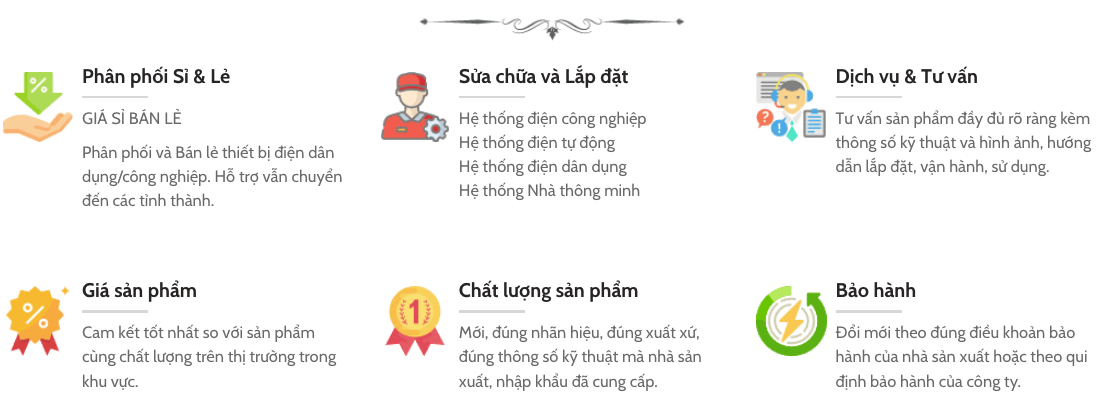 Phân phối Sỉ & Lẻ
GIÁ SỈ BÁN LẺ
Phân phối và Bán lẻ thiết bị điện dân
dụng/công nghiệp. Hỗ trợ vẫn chuyển
đến các tỉnh thành.
Sửa chữa và Lắp đặt
Hệ thống điện công nghiệp
Hệ thống điện tự động
Hệ thống điện dân dụng
Hệ thống Nhà thông minh
Dịch vụ & Tư vấn
Tư vấn sản phẩm đầy đủ rõ ràng kèm
thông số kỹ thuật và hình ảnh, hướng
dẫn lắp đặt, vận hành, sử dụng.
Giá sản phẩm
Cam kết tốt nhất so với sản phẩm
cùng chất lượng trên thị trường trong
khu vực.
1
Chất lượng sản phẩm
Mới, đúng nhãn hiệu, đúng xuất xứ,
đúng thông số kỹ thuật mà nhà sản
xuất, nhập khẩu đã cung cấp.
Bảo hành
Đổi mới theo đúng điều khoản bảo
hành của nhà sản xuất hoặc theo qui
định bảo hành của công ty.